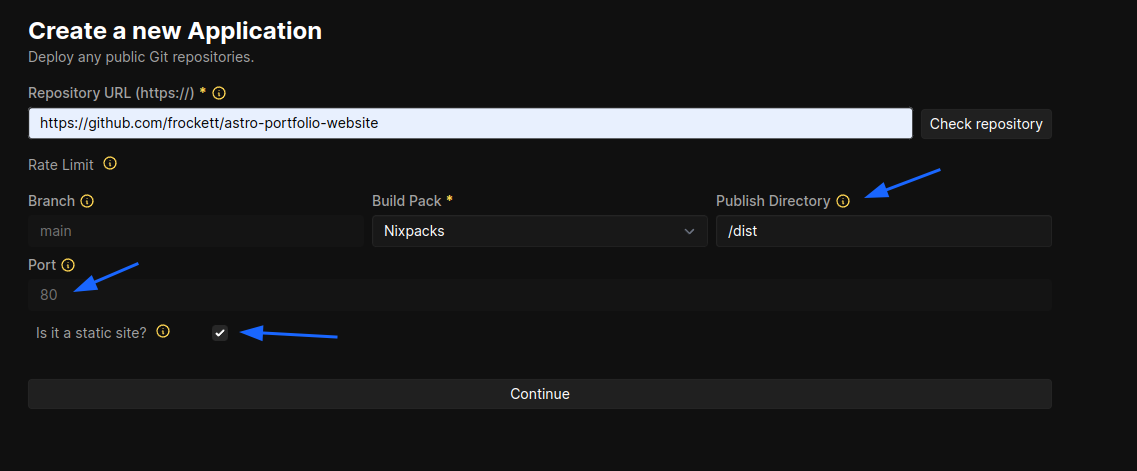 Create a new Application
Deploy any public Git repositories.
Repository URL (https://) *
https://github.com/frockett/astro-portfolio-website
Check repository
Rate Limit
Branch
Build Pack *
Publish Directory
main
Nixpacks
/dist
Port
80
Is it a static site?
Continue